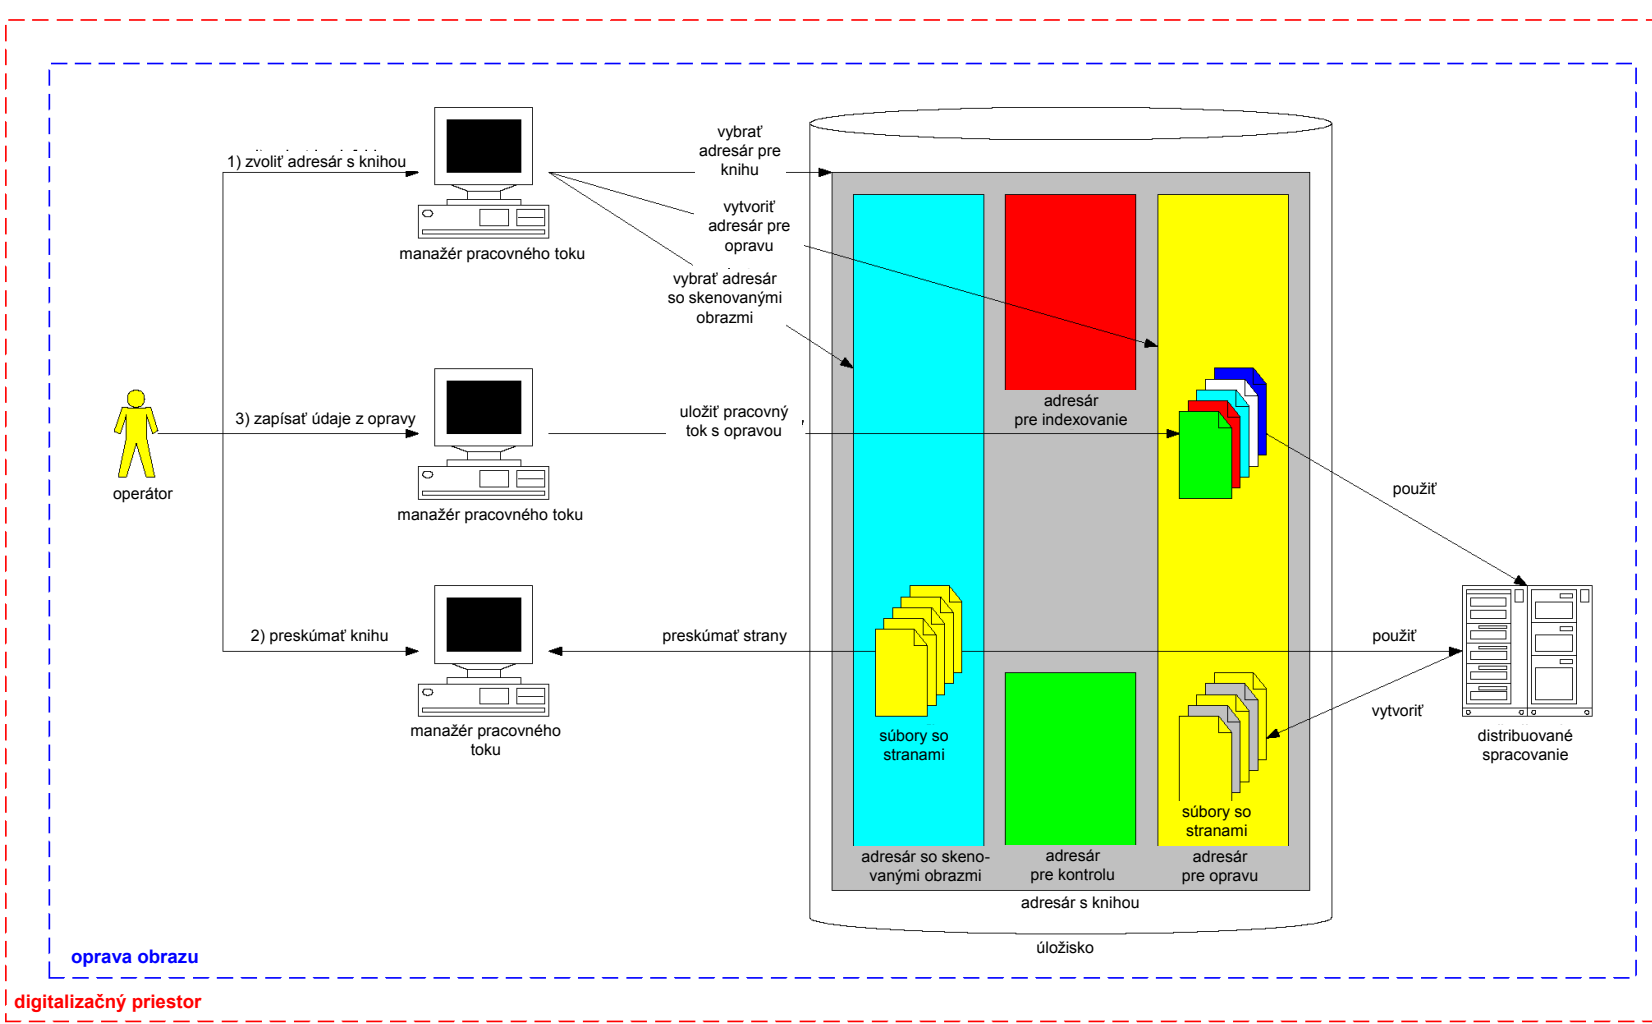 1) zvoliť adresár s knihou
manažér pracovného toku
vybrať
adresár pre
knihu
vytvoriť
adresár pre
opravu
vybrať adresár
so skenovanými
obrazmi
3) zapísať údaje z opravy
manažér pracovného toku
uložiť pracovný
tok s opravou
operátor
2) preskúmať knihu
manažér pracovného
toku
preskúmať strany
adresár
pre indexovanie
súbory so
stranami
súbory so
stranami
adresár so skeno-
vanými obrazmi
adresár
pre kontrolu
adresár
pre opravu
adresár s knihou
úložisko
použiť
použiť
vytvoriť
distribuované
spracovanie
oprava obrazu
digitalizačný priestor